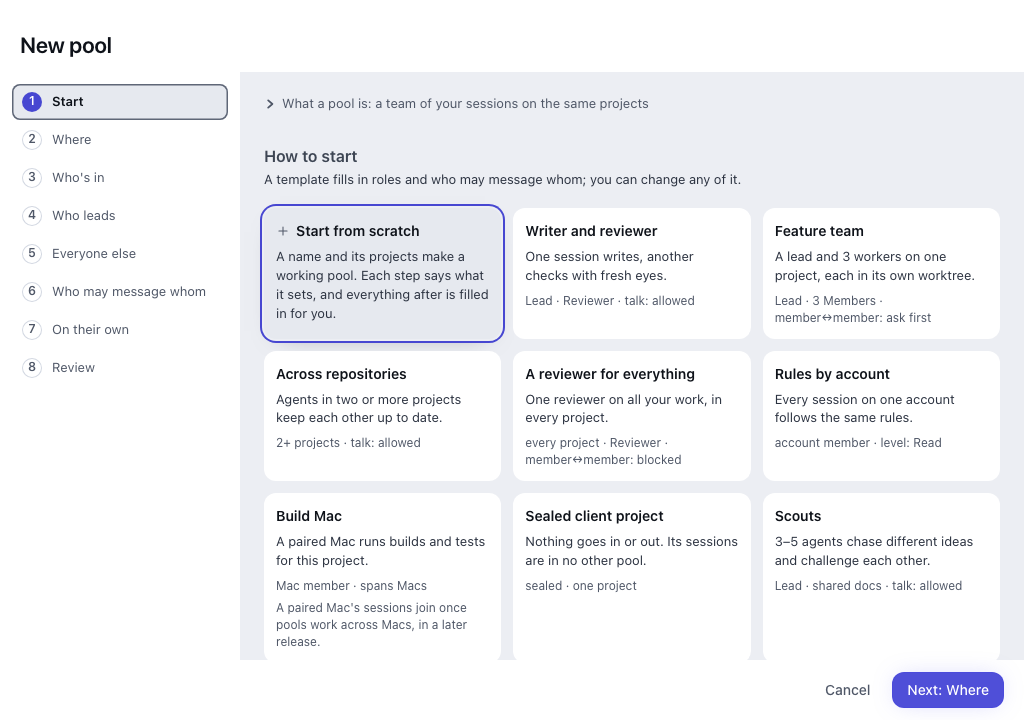 New pool
1 Start
2 Where
3 Who's in
4 Who leads
5 Everyone else
6 Who may message whom
7 On their own
8 Review
What a pool is: a team of your sessions on the same projects
How to start
A template fills in roles and who may message whom; you can change any of it.
+ Start from scratch
A name and its projects make a
working pool. Each step says what
it sets, and everything after is filled
in for you.
Writer and reviewer
One session writes, another
checks with fresh eyes.
Lead · Reviewer · talk: allowed
Feature team
A lead and 3 workers on one
project, each in its own worktree.
Lead · 3 Members ·
member↔member: ask first
Across repositories
Agents in two or more projects
keep each other up to date.
2+ projects · talk: allowed
A reviewer for everything
One reviewer on all your work, in
every project.
every project · Reviewer ·
member↔member: blocked
Rules by account
Every session on one account
follows the same rules.
account member · level: Read
Build Mac
A paired Mac runs builds and tests
for this project.
Mac member · spans Macs
A paired Mac's sessions join once
pools work across Macs, in a later
release.
Sealed client project
Nothing goes in or out. Its sessions
are in no other pool.
sealed · one project
Scouts
3–5 agents chase different ideas
and challenge each other.
Lead · shared docs · talk: allowed
Cancel
Next: Where